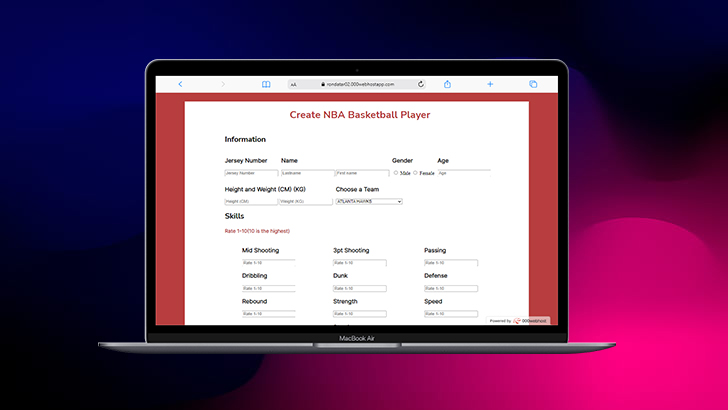 AA rondstar02.000webhostapp.com
Create NBA Basketball Player
Information
Jersey Number Name Gender Age
Jersey Number Lastname First name Male Female Age
Height and Weight (CM) (KG) Choose a Team
Height (CM) Weight (KG) ATLANTA HAWKS
Skills
Rate 1-10(10 is the highest)
Mid Shooting 3pt Shooting Passing
Rate 1-10 Rate 1-10 Rate 1-10
Dribbling Dunk Defense
Rate 1-10 Rate 1-10 Rate 1-10
Rebound Strength Speed
Rate 1-10 Rate 1-10 Rate 1-10
Powered by 000webhost
MacBook Air